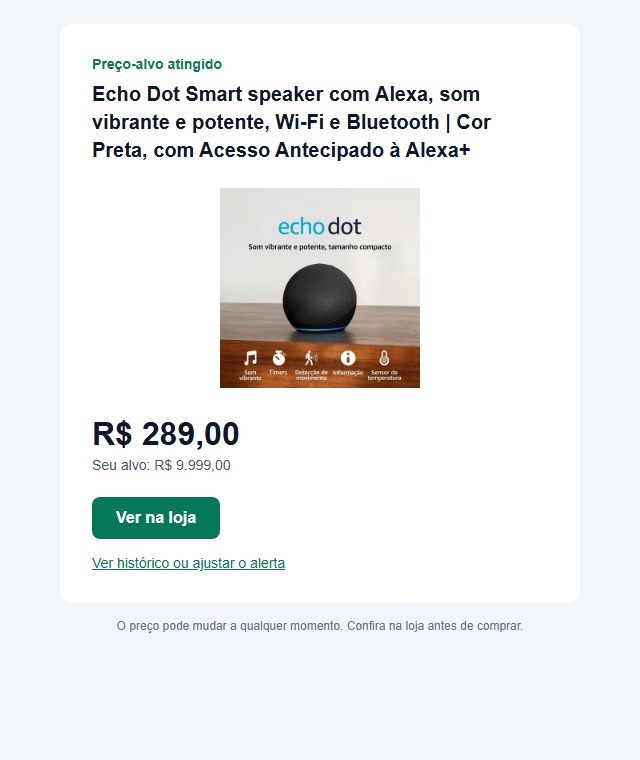 Preço-alvo atingido
Echo Dot Smart speaker com Alexa, som
vibrante e potente, Wi-Fi e Bluetooth | Cor
Preta, com Acesso Antecipado à Alexa+
echo dot
Som vibrante e potente, tamanho compacto
Som vibrante
Timers
Detecção de movimento
Informação
Sensor de temperatura
R$ 289,00
Seu alvo: R$ 9.999,00
Ver na loja
Ver histórico ou ajustar o alerta
O preço pode mudar a qualquer momento. Confira na loja antes de comprar.